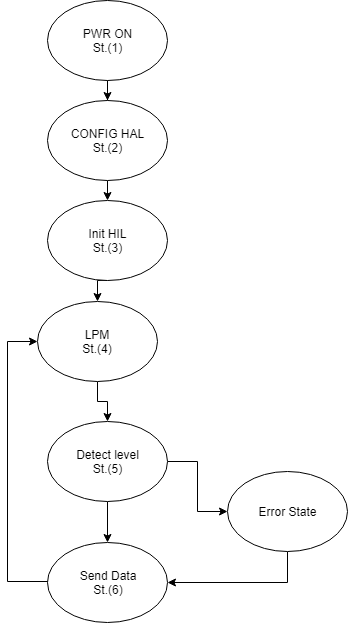 PWR ON
St.(1)
CONFIG HAL
St.(2)
Init HIL
St.(3)
LPM
St.(4)
Detect level
St.(5)
Error State
Send Data
St.(6)